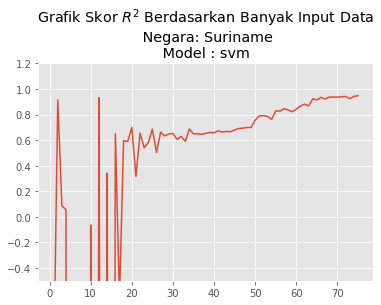 Grafik Skor R² Berdasarkan Banyak Input Data
Negara: Suriname
Model : svm
1.2
1.0
0.8
0.6
0.4
0.2
0.0
−0.2
−0.4
0 10 20 30 40 50 60 70